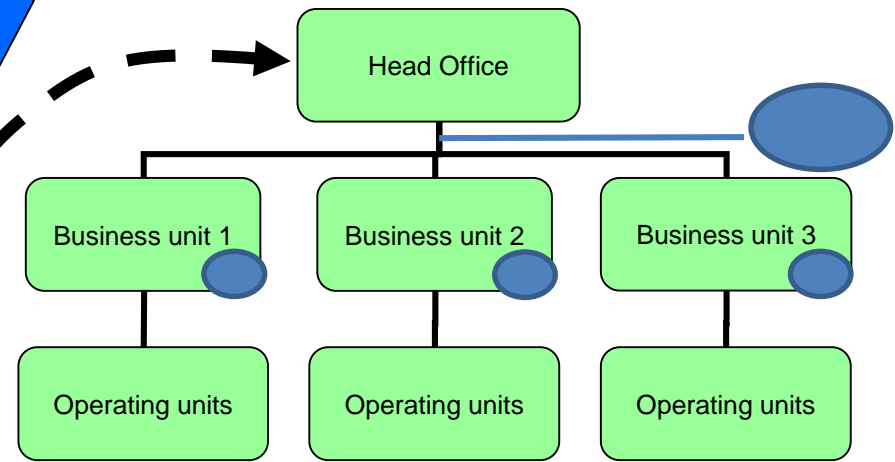 Head Office
Business unit 1
Business unit 2
Business unit 3
Operating units
Operating units
Operating units